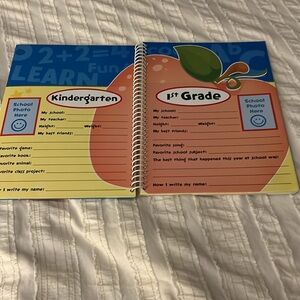 2+2=
LEARN
Fun
Kindergarten
School
Photo
Here
My school:
My teacher:
Height: Weight:
My best friends:
Favorite game:
Favorite book:
Favorite animal:
Favorite class project:
How I write my name:
1st Grade
My school:
My teacher:
Height: Weight:
My best friends:
School
Photo
Here
Favorite song:
Favorite school subject:
The best thing that happened this year at school was:
How I write my name: